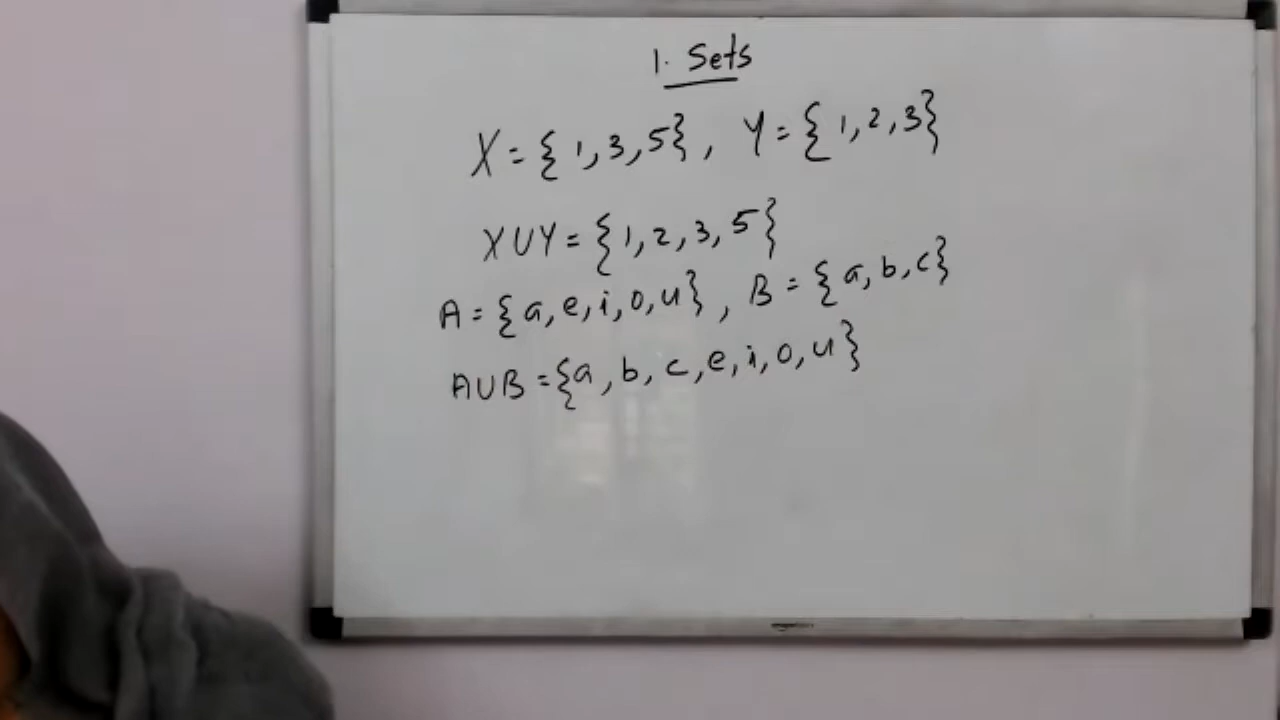 1. Sets
X = { 1, 3, 5}, Y = { 1, 2, 3}
X∪Y = { 1, 2, 3, 5}
A = { a, e, i, o, u}, B = { a, b, c}
A∪B = {a, b, c, e, i, o, u}